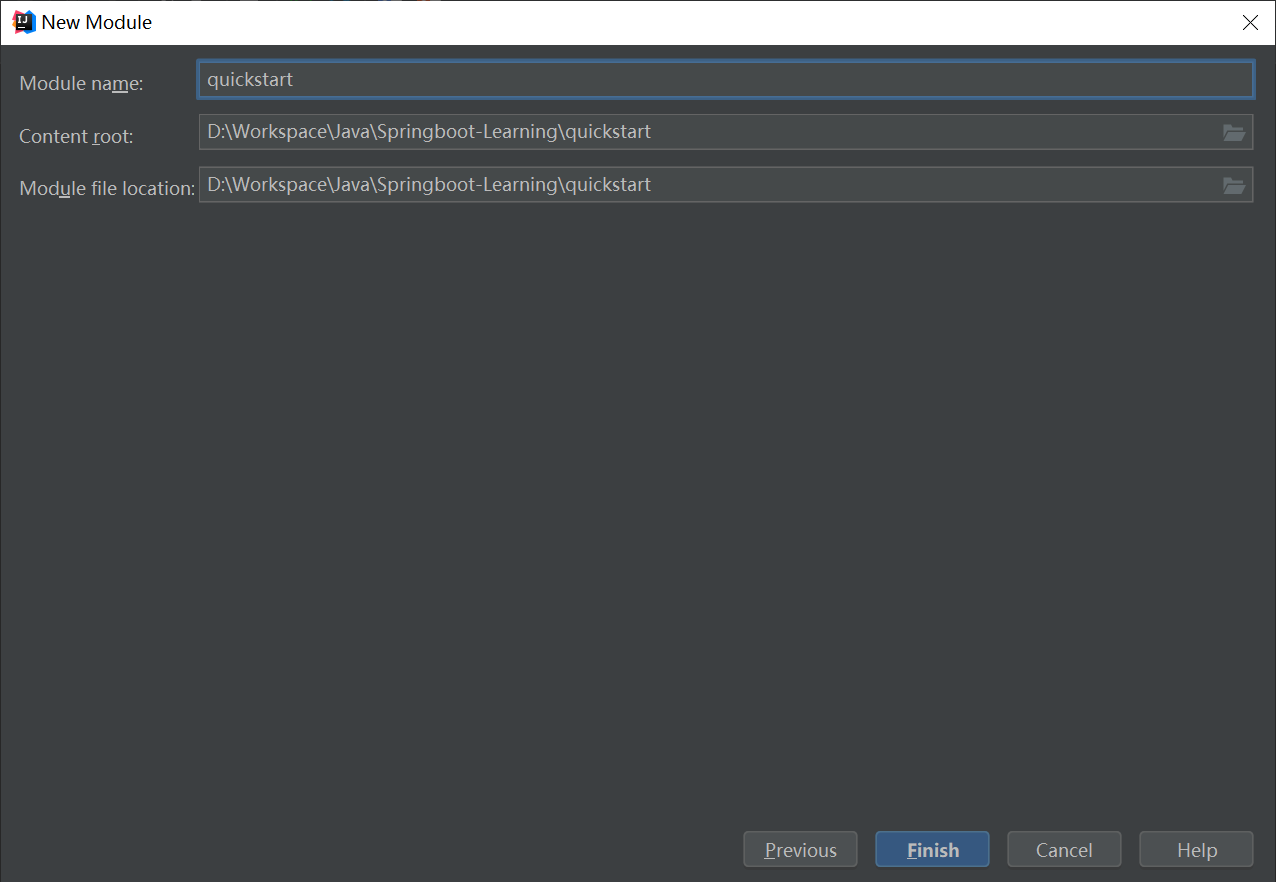 New Module
Module name: quickstart
Content root: D:\Workspace\Java\Springboot-Learning\quickstart
Module file location: D:\Workspace\Java\Springboot-Learning\quickstart
Previous Finish Cancel Help